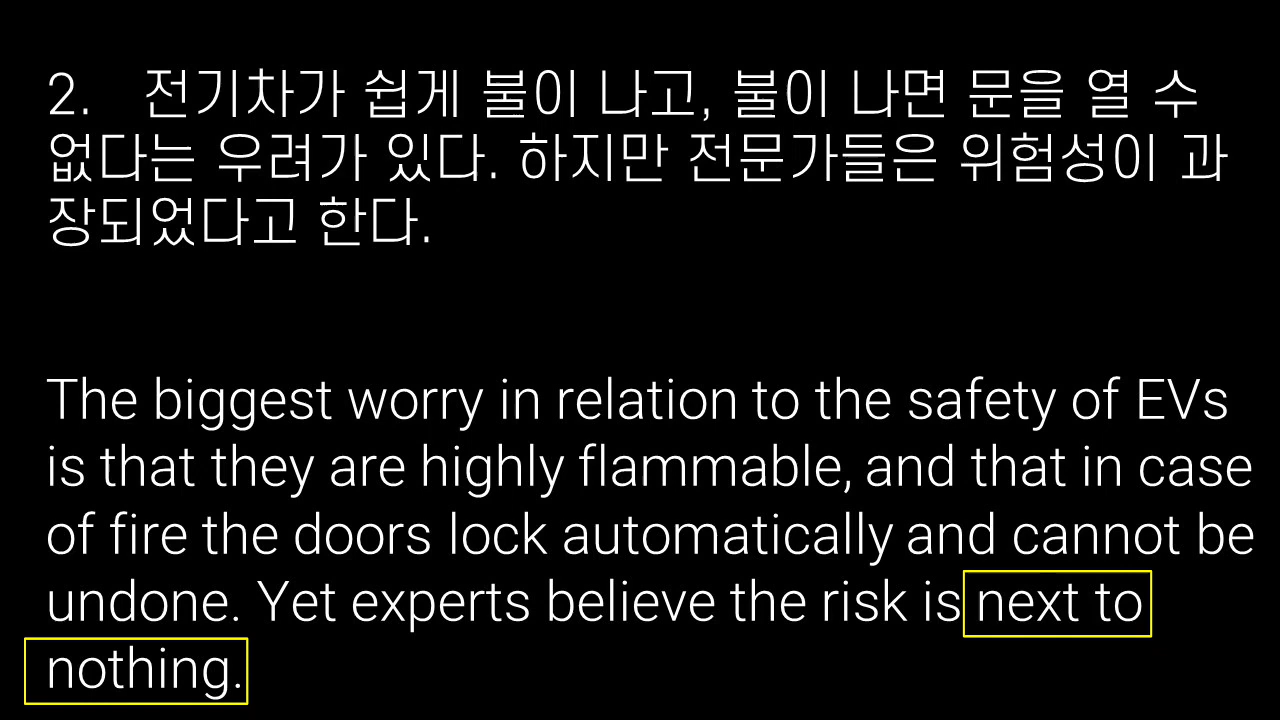 2. 전기차가 쉽게 불이 나고, 불이 나면 문을 열 수
없다는 우려가 있다. 하지만 전문가들은 위험성이 과
장되었다고 한다.
The biggest worry in relation to the safety of EVs
is that they are highly flammable, and that in case
of fire the doors lock automatically and cannot be
undone. Yet experts believe the risk is next to
nothing.